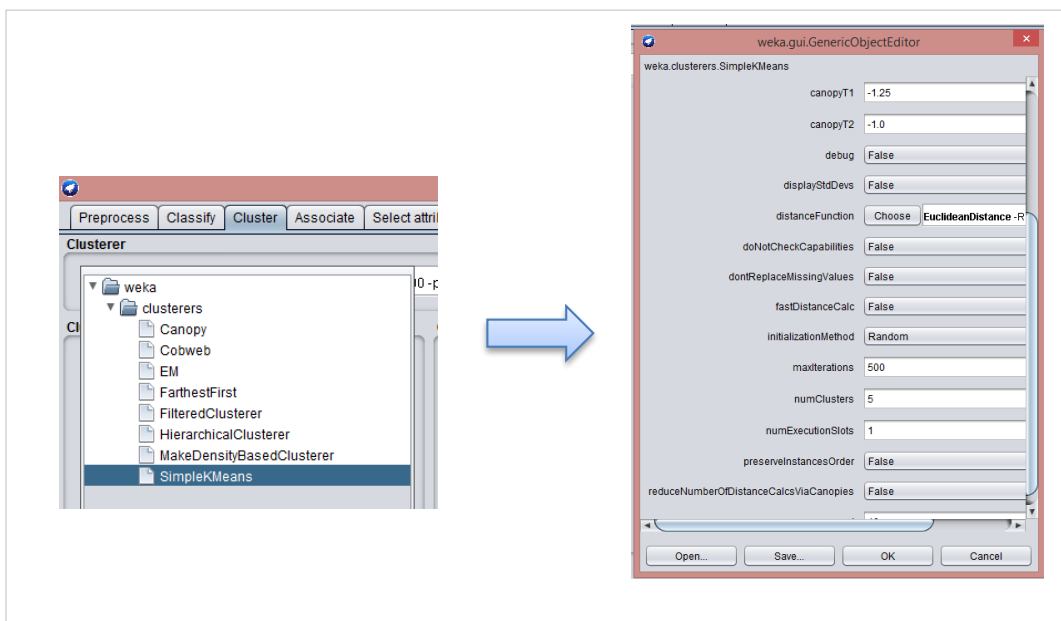 Preprocess Classify Cluster Associate Select attri
Clusterer
weka
clusterers
Canopy
Cobweb
EM
FarthestFirst
FilteredClusterer
HierarchicalClusterer
MakeDensityBasedClusterer
SimpleKMeans
weka.gui.GenericObjectEditor
weka.clusterers.SimpleKMeans
canopyT1 -1.25
canopyT2 -1.0
debug False
displayStdDevs False
distanceFunction Choose EuclideanDistance -R
doNotCheckCapabilities False
dontReplaceMissingValues False
fastDistanceCalc False
initializationMethod Random
maxIterations 500
numClusters 5
numExecutionSlots 1
preserveInstancesOrder False
reduceNumberOfDistanceCalcsViaCanopies False
Open... Save... OK Cancel